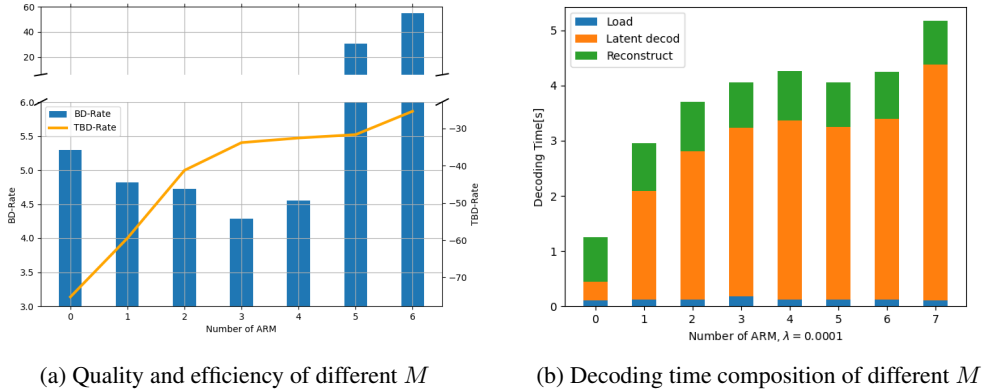 60
40
20
6.0
5.5
5.0
4.5
4.0
3.5
3.0
BD-Rate
BD-Rate
TBD-Rate
−30
−40
−50
−60
−70
TBD-Rate
0 1 2 3 4 5 6
Number of ARM
(a) Quality and efficiency of different M
5
4
3
2
1
0
Decoding Time[s]
Load
Latent decod
Reconstruct
0 1 2 3 4 5 6 7
Number of ARM, λ = 0.0001
(b) Decoding time composition of different M